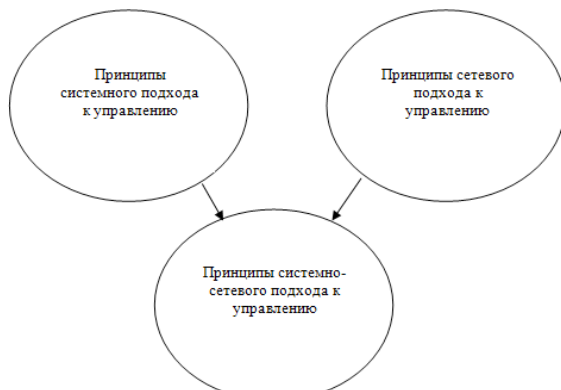 Принципы
системного подхода
к управлению
Принципы сетевого
подхода к
управлению
Принципы системно-
сетевого подхода к
управлению